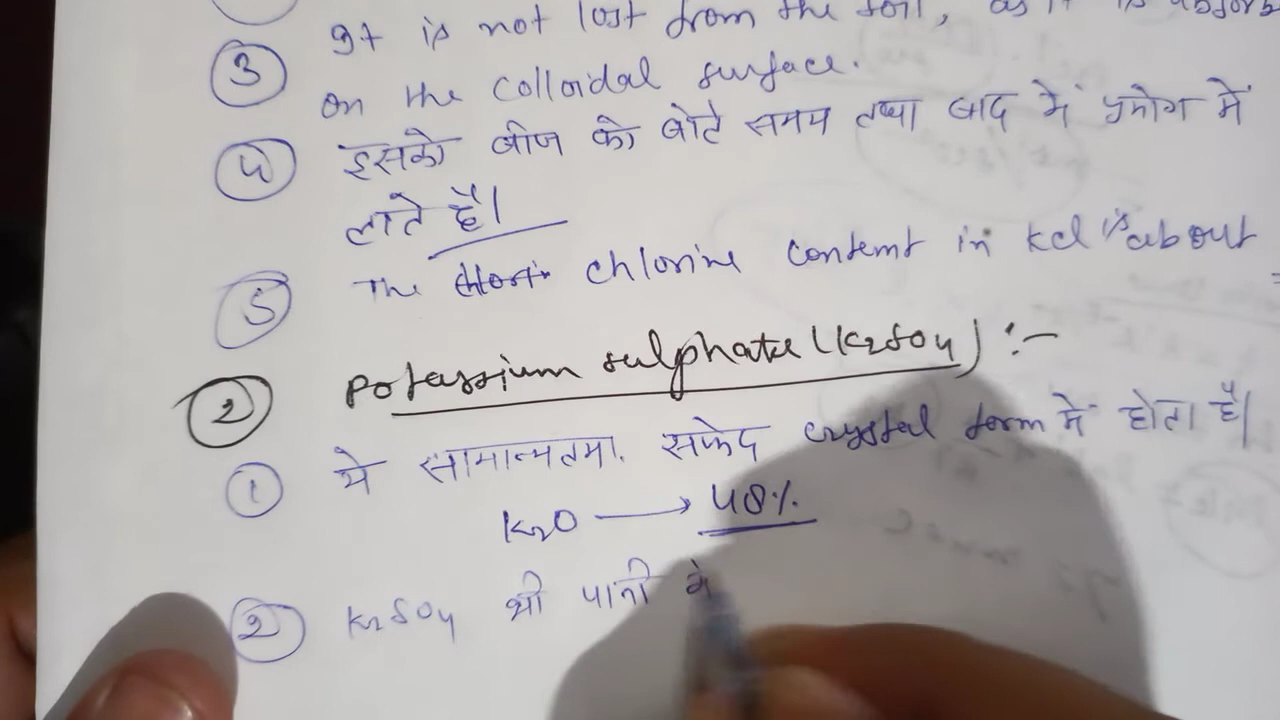 ③ It is not lost from the soil, as it is absorb
on the colloidal surface.
④ इसको बीज को बोते समय तथा बाद में प्रयोग में
लाते हैं।
⑤ The chlorine content in Kcl is about
② Potassium sulphate (K2SO4) :-
① ये सामान्यतया. सफेद crystal form में होता है।
K2O → 48%
② K2SO4 भी पानी में